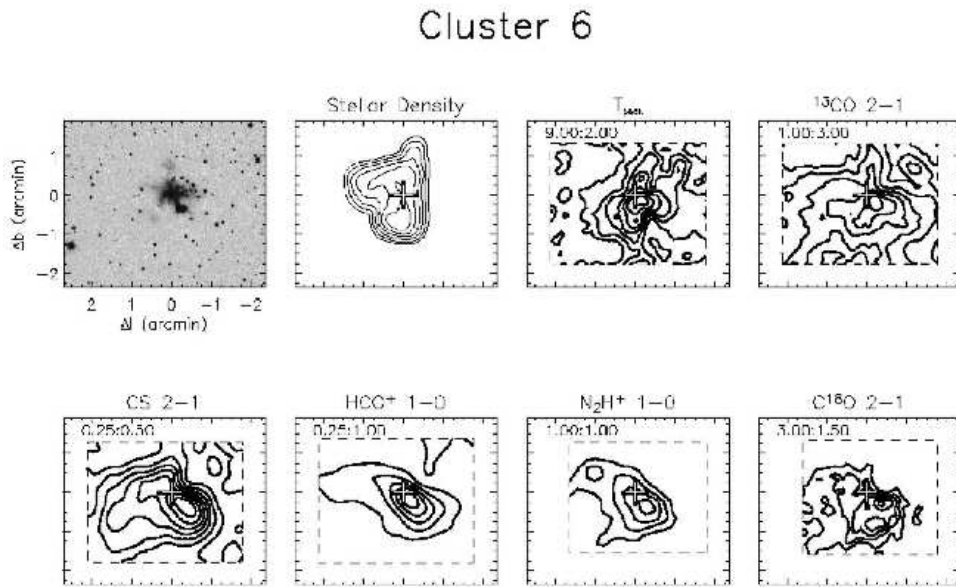 Cluster 6
Stellar Density
T
¹³CO 2−1
9.00;2.00
1.00;3.00
1
0
−1
−2
Δb (arcmin)
2 1 0 −1 −2
Δl (arcmin)
CS 2−1
HCO⁺ 1−0
N₂H⁺ 1−0
C¹⁸O 2−1
0.25;0.50
0.25;1.00
1.00;1.00
3.00;1.50